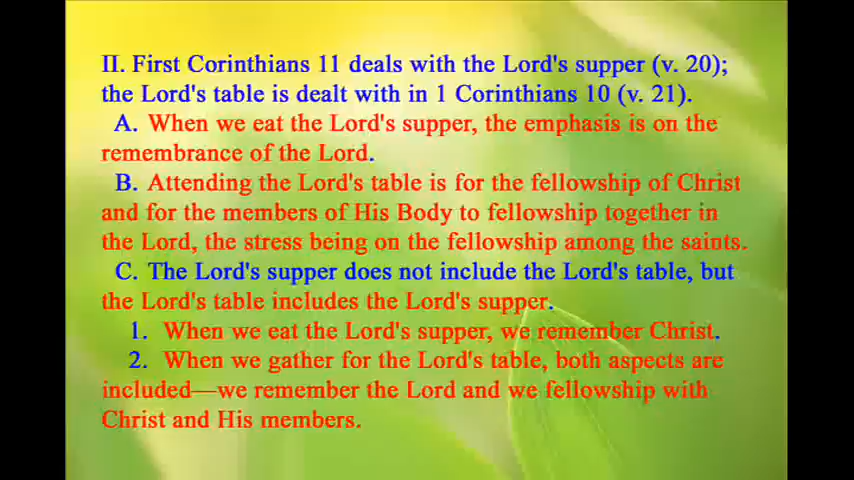 II. First Corinthians 11 deals with the Lord's supper (v. 20);
the Lord's table is dealt with in 1 Corinthians 10 (v. 21).
A. When we eat the Lord's supper, the emphasis is on the
remembrance of the Lord.
B. Attending the Lord's table is for the fellowship of Christ
and for the members of His Body to fellowship together in
the Lord, the stress being on the fellowship among the saints.
C. The Lord's supper does not include the Lord's table, but
the Lord's table includes the Lord's supper.
1. When we eat the Lord's supper, we remember Christ.
2. When we gather for the Lord's table, both aspects are
included—we remember the Lord and we fellowship with
Christ and His members.